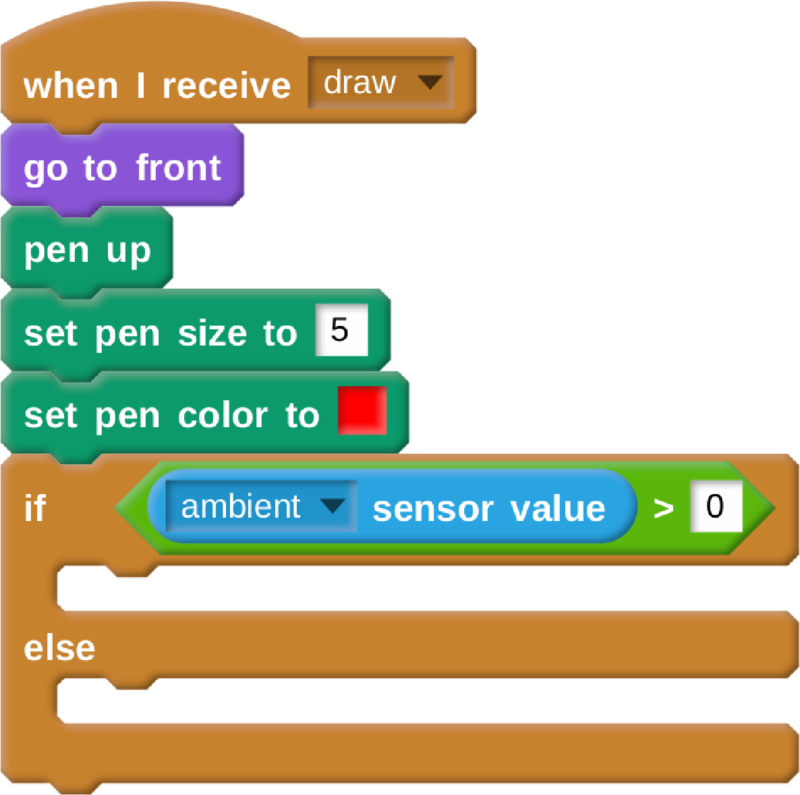 when I receive draw
go to front
pen up
set pen size to 5
set pen color to
if ambient sensor value > 0
else